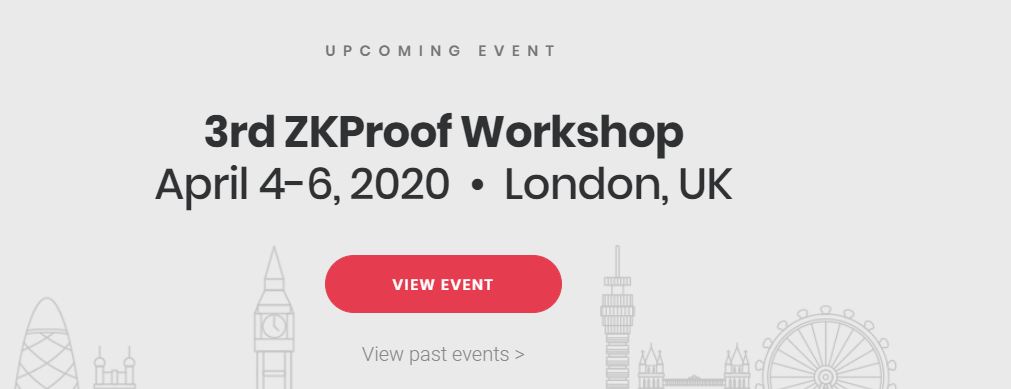 UPCOMING EVENT
3rd ZKProof Workshop
April 4-6, 2020 • London, UK
VIEW EVENT
View past events >